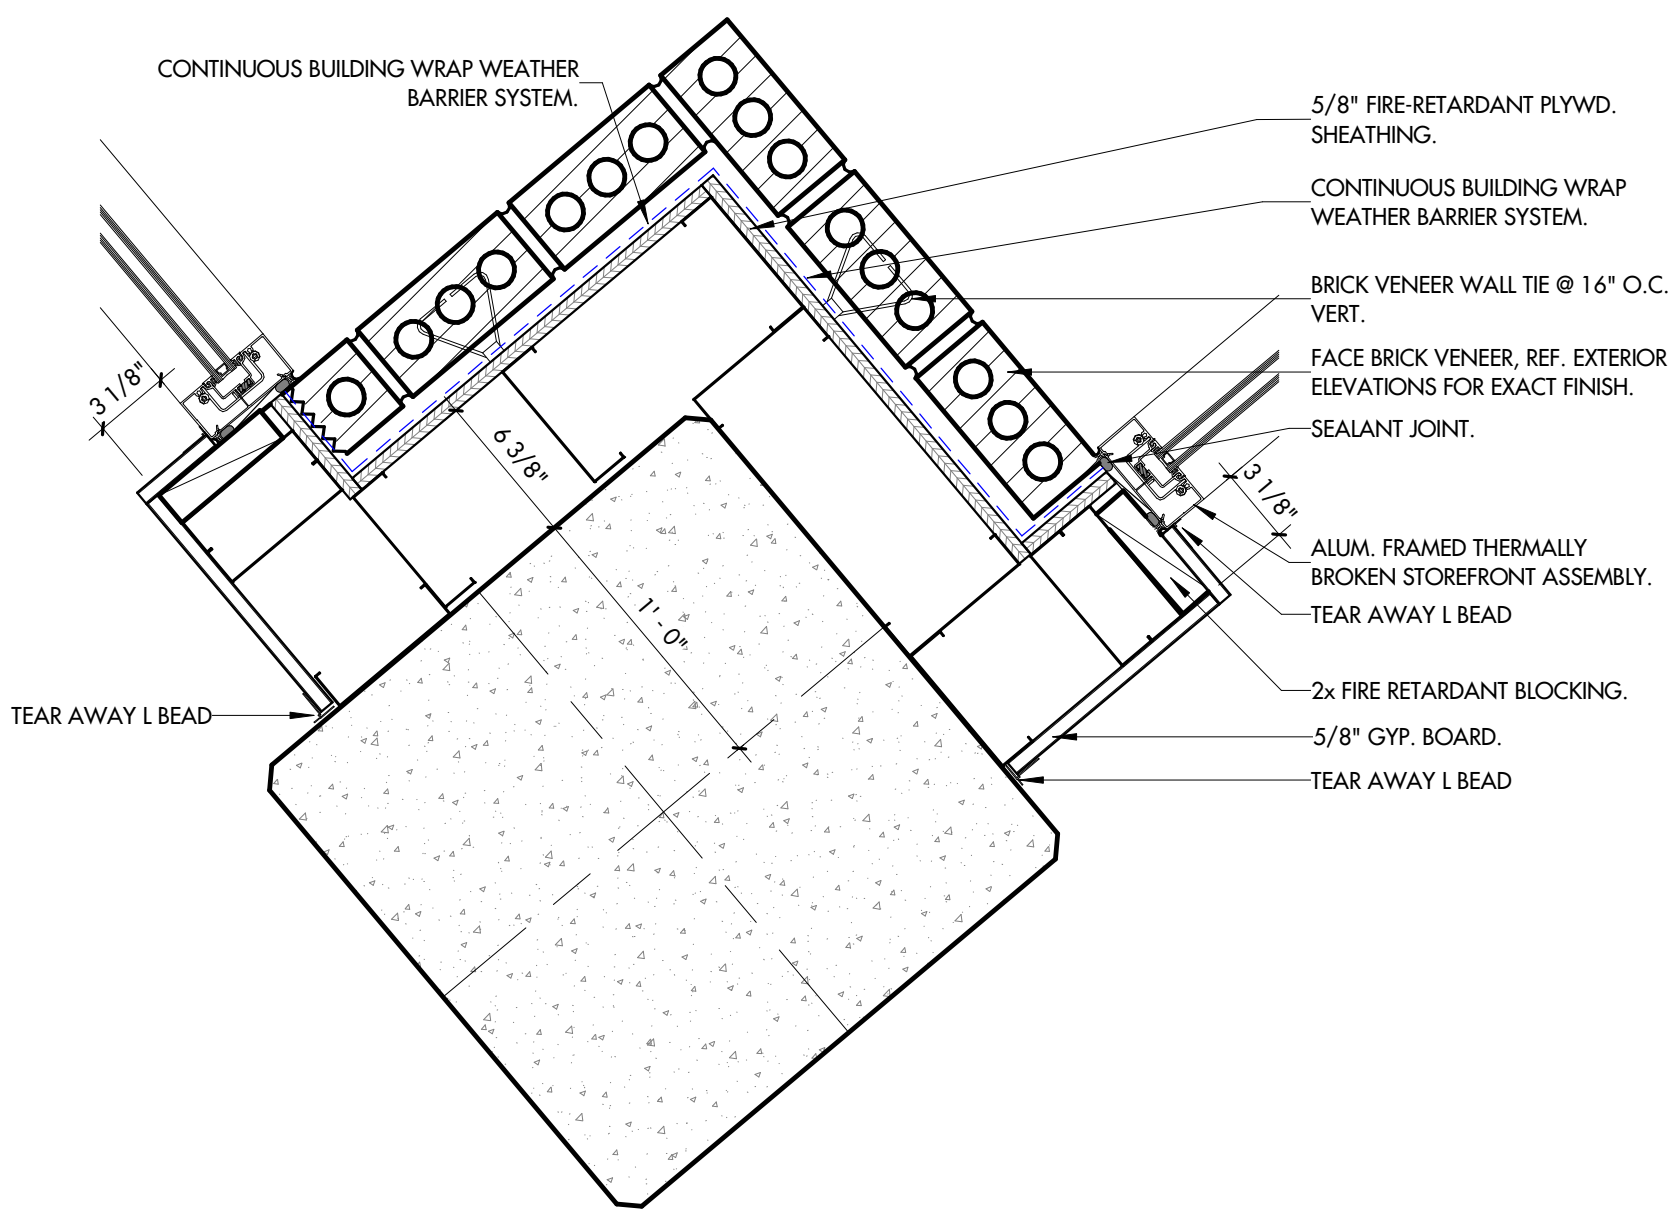 CONTINUOUS BUILDING WRAP WEATHER
BARRIER SYSTEM.
5/8" FIRE-RETARDANT PLYWD.
SHEATHING.
CONTINUOUS BUILDING WRAP
WEATHER BARRIER SYSTEM.
BRICK VENEER WALL TIE @ 16" O.C.
VERT.
FACE BRICK VENEER, REF. EXTERIOR
ELEVATIONS FOR EXACT FINISH.
SEALANT JOINT.
3 1/8"
6 3/8"
3 1/8"
ALUM. FRAMED THERMALLY
BROKEN STOREFRONT ASSEMBLY.
TEAR AWAY L BEAD
1' - 0"
2x FIRE RETARDANT BLOCKING.
TEAR AWAY L BEAD
5/8" GYP. BOARD.
TEAR AWAY L BEAD